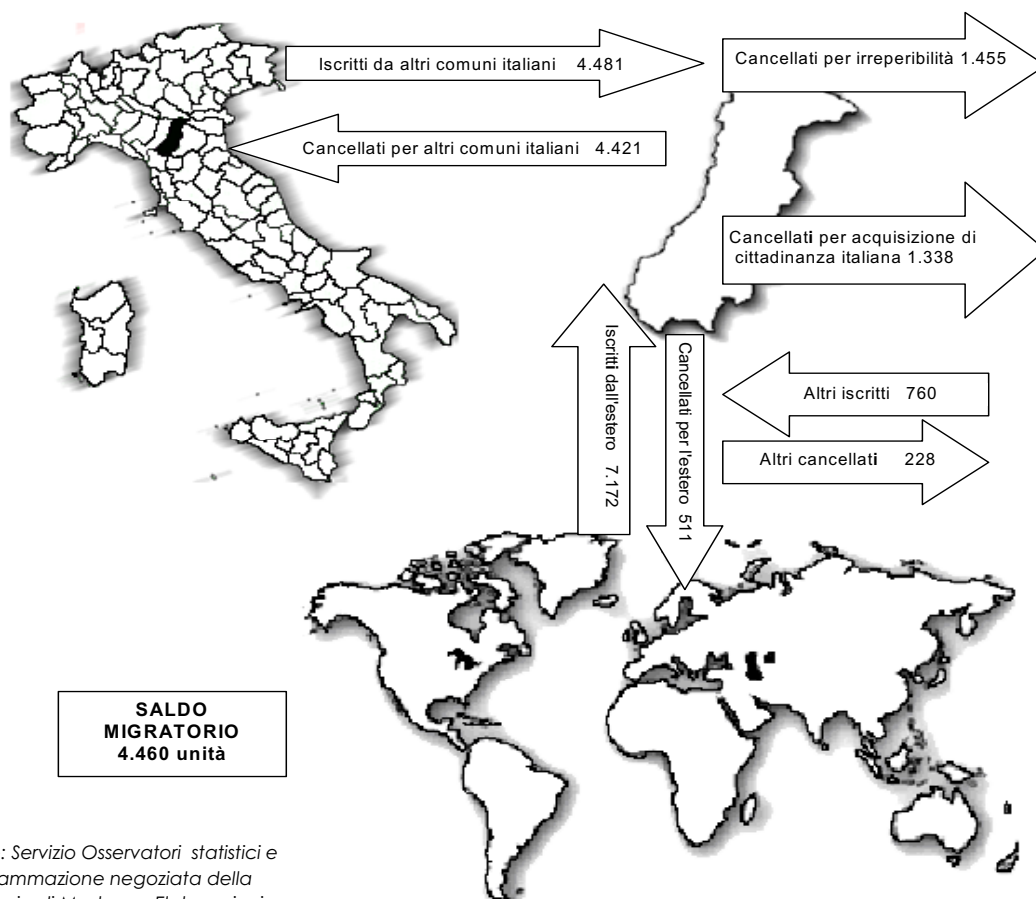 Iscritti da altri comuni italiani 4.481
Cancellati per irreperibilità 1.455
Cancellati per altri comuni italiani 4.421
Cancellati per acquisizione di
cittadinanza italiana 1.338
Iscritti dall'estero 7.172
Cancellati per l'estero 511
Altri iscritti 760
Altri cancellati 228
SALDO
MIGRATORIO
4.460 unità
: Servizio Osservatori statistici e
negoziata della